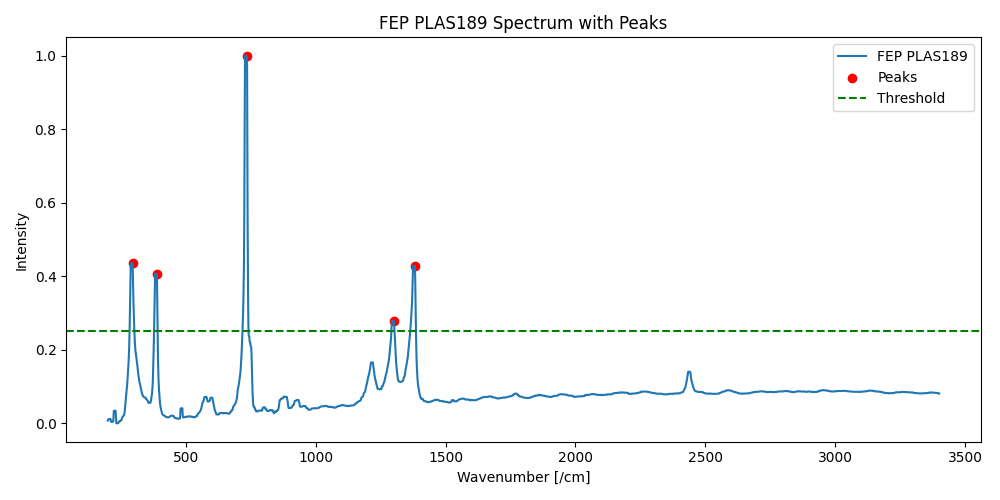 FEP PLAS189 Spectrum with Peaks
FEP PLAS189
Peaks
Threshold
Intensity
1.0
0.8
0.6
0.4
0.2
0.0
500 1000 1500 2000 2500 3000 3500
Wavenumber [/cm]